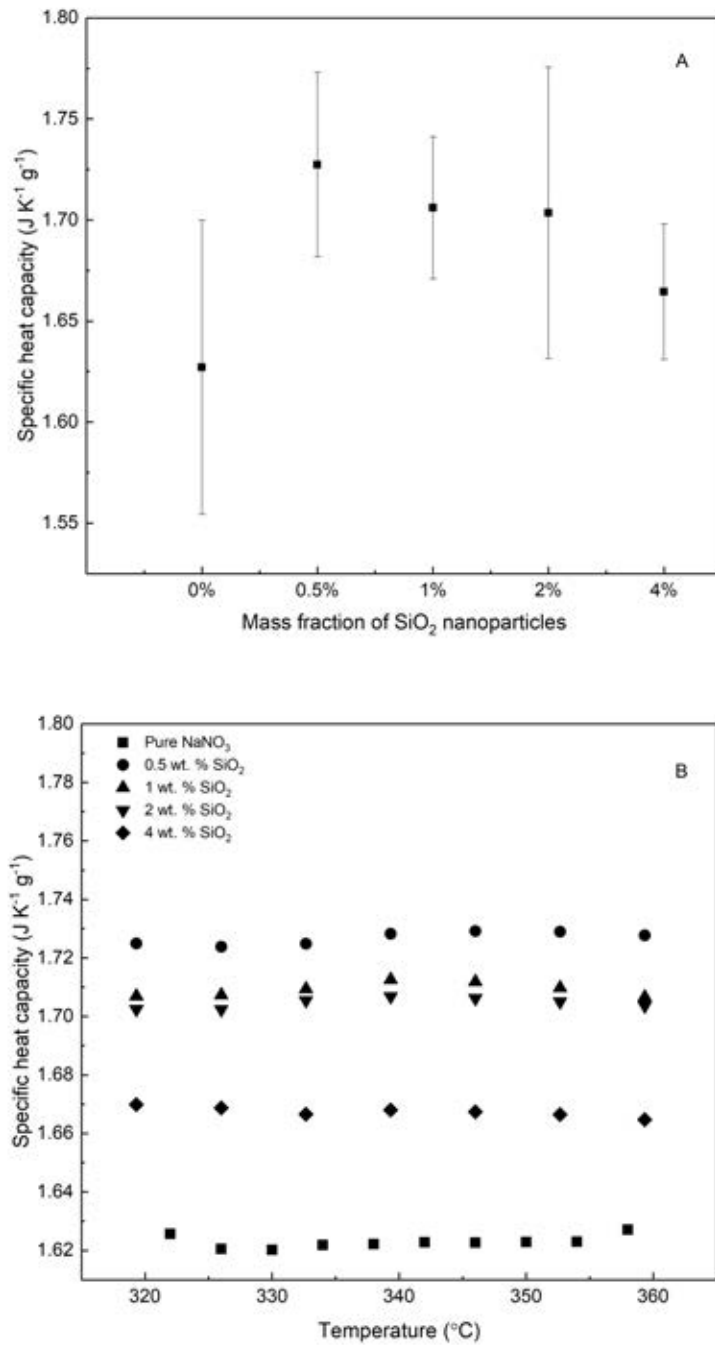 A
1.80
1.75
1.70
1.65
1.60
1.55
Specific heat capacity (J K⁻¹ g⁻¹)
0% 0.5% 1% 2% 4%
Mass fraction of SiO₂ nanoparticles
B
1.80
1.78
1.76
1.74
1.72
1.70
1.68
1.66
1.64
1.62
Specific heat capacity (J K⁻¹ g⁻¹)
Pure NaNO₃
0.5 wt. % SiO₂
1 wt. % SiO₂
2 wt. % SiO₂
4 wt. % SiO₂
320 330 340 350 360
Temperature (°C)